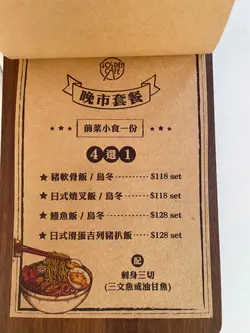 GOLDEN CAFE
晚市套餐
前菜小食一份
4選1
★ 豬軟骨飯 / 烏冬 ---------- $118 set
★ 日式燒叉飯 / 烏冬 -------- $118 set
★ 鰻魚飯 / 烏冬 ------------ $128 set
★ 日式滑蛋吉列豬扒飯 ------ $128 set
配
刺身三切
(三文魚或油甘魚)